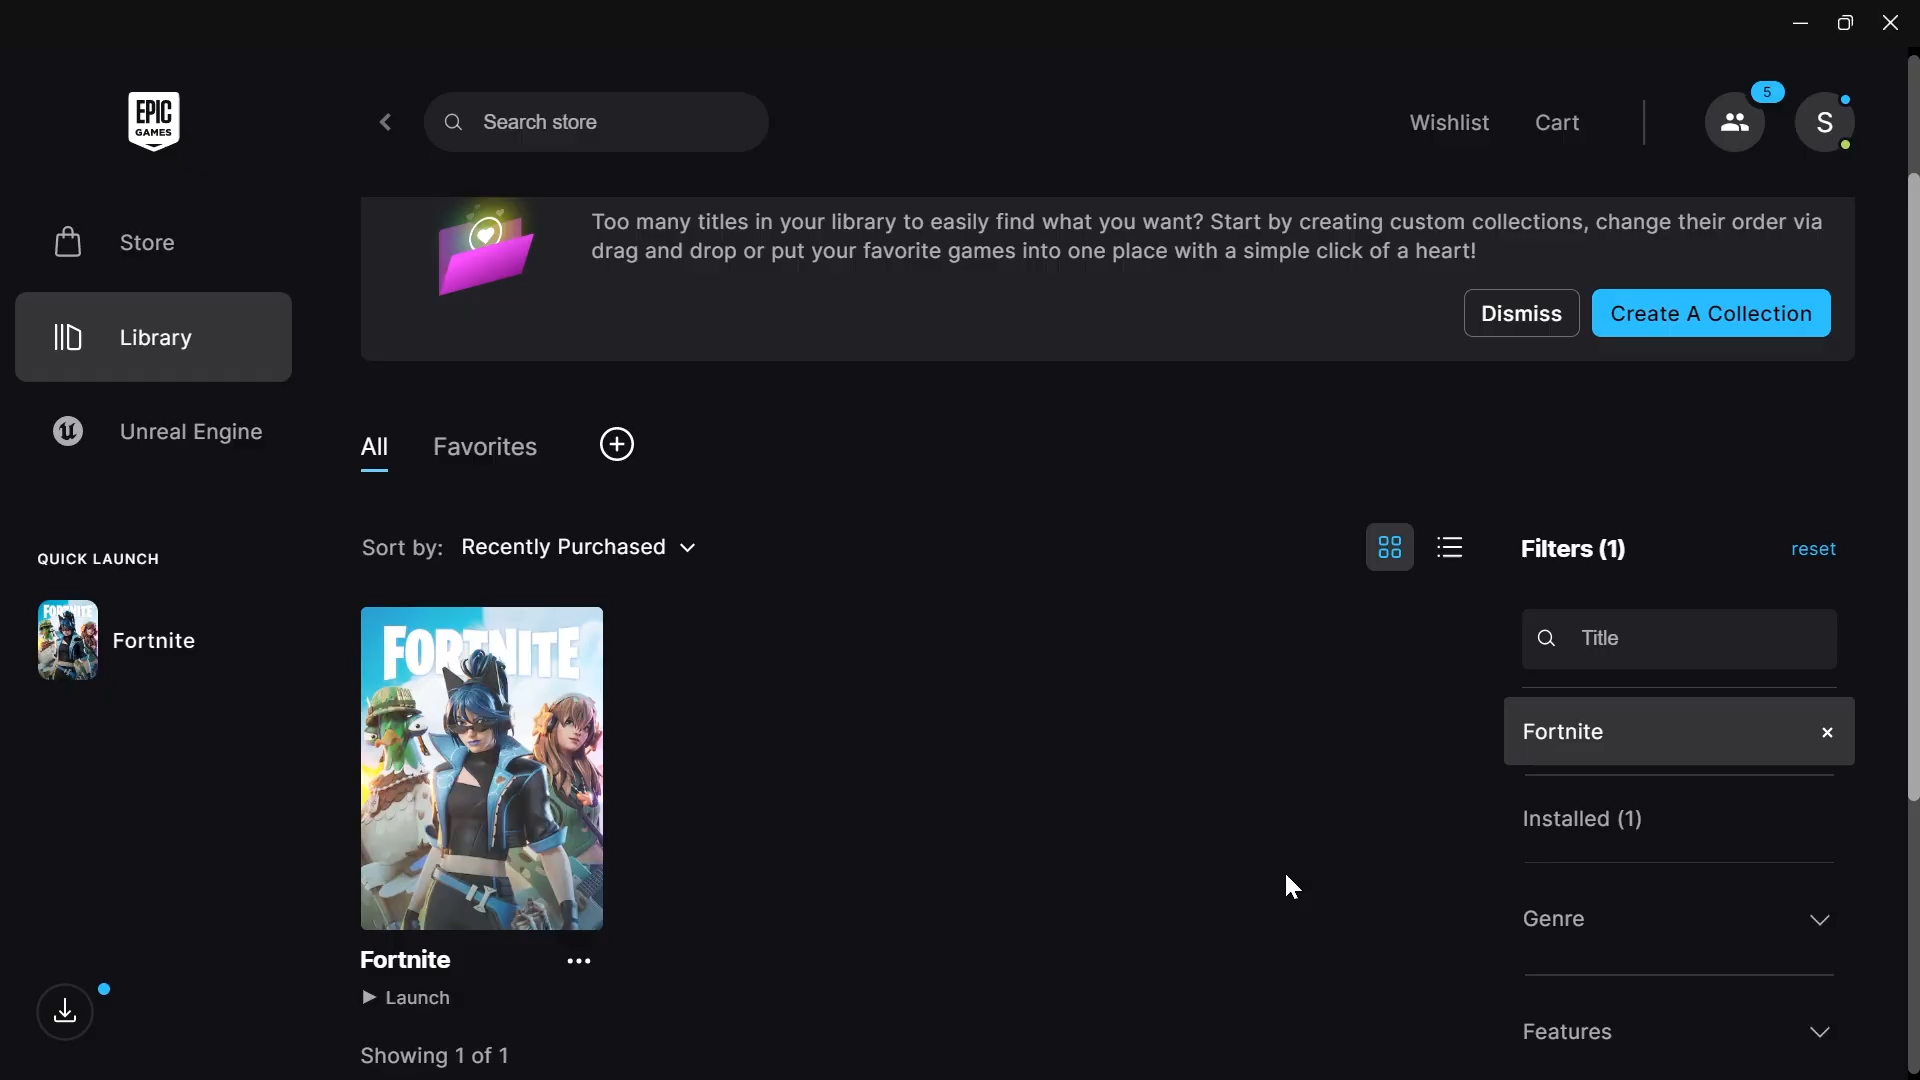 EPIC
GAMES
Search store
Wishlist
Cart
5
S
Store
Library
Unreal Engine
Too many titles in your library to easily find what you want? Start by creating custom collections, change their order via
drag and drop or put your favorite games into one place with a simple click of a heart!
Dismiss
Create A Collection
All
Favorites
Sort by: Recently Purchased
Filters (1)
reset
QUICK LAUNCH
FORTNITE
Fortnite
FORTNITE
Title
Fortnite
Installed (1)
Genre
Features
Fortnite
Launch
Showing 1 of 1